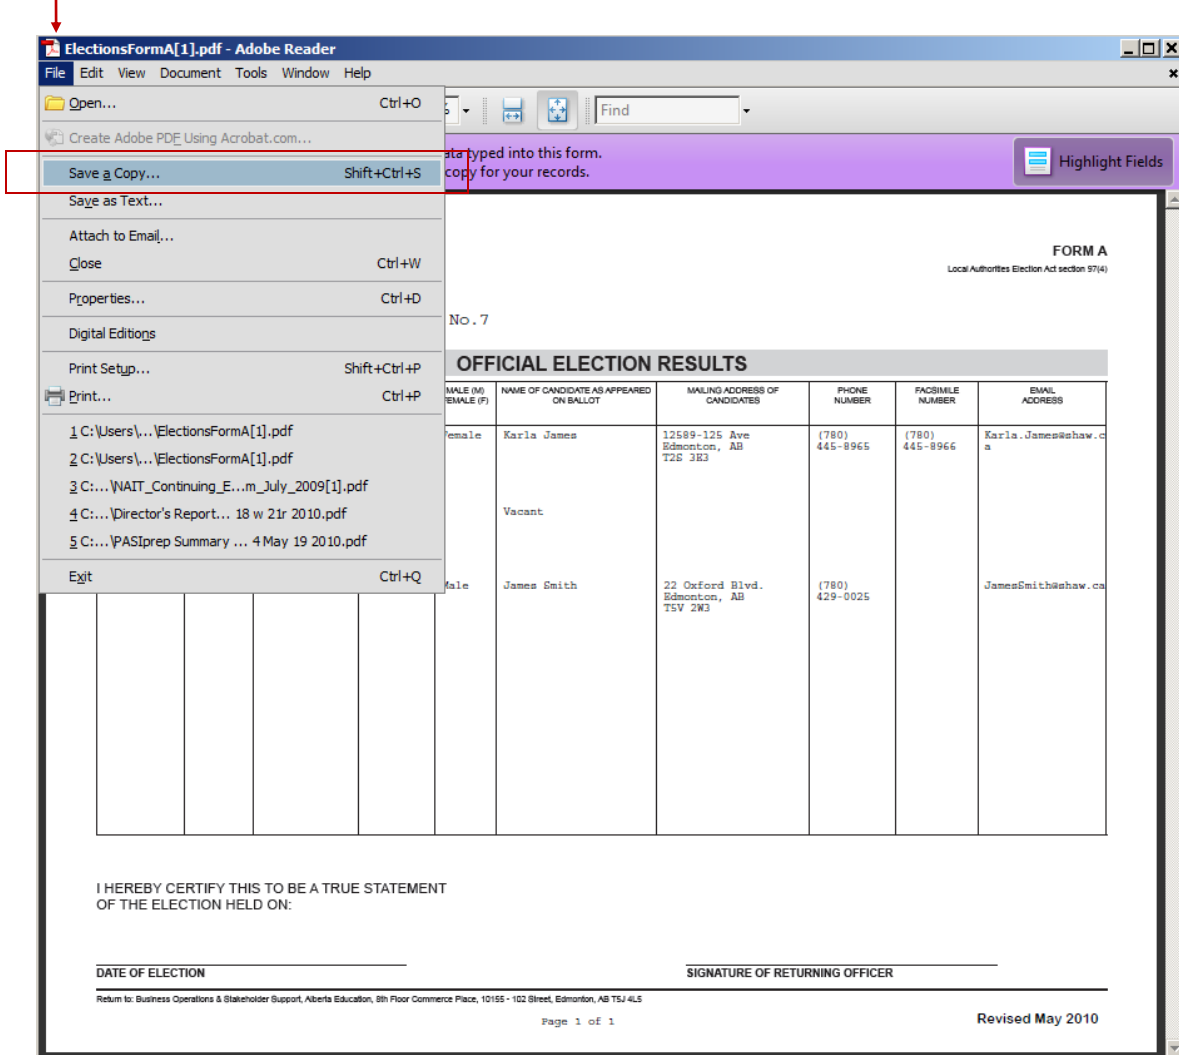 ElectionsFormA[1].pdf - Adobe Reader
File Edit View Document Tools Window Help
Open... Ctrl+O
Find
Create Adobe PDF Using Acrobat.com...
typed into this form.
copy for your records.
Highlight Fields
Save a Copy... Shift+Ctrl+S
Save as Text...
Attach to Email...
Close Ctrl+W
Properties... Ctrl+D
Digital Editions
Print Setup... Shift+Ctrl+P
Print... Ctrl+P
1 C:\Users\...\ElectionsFormA[1].pdf
2 C:\Users\...\ElectionsFormA[1].pdf
3 C:...\NAIT_Continuing_E...m_July_2009[1].pdf
4 C:...\Director's Report... 18 w 21r 2010.pdf
5 C:...\PASIprep Summary ... 4 May 19 2010.pdf
Exit Ctrl+Q
FORM A
Local Authorities Election Act section 97(4)
No.7
OFFICIAL ELECTION RESULTS
MALE (M)
FEMALE (F)
NAME OF CANDIDATE AS APPEARED
ON BALLOT
MAILING ADDRESS OF
CANDIDATES
PHONE
NUMBER
FACSIMILE
NUMBER
EMAIL
ADDRESS
Female
Karla James
12589-125 Ave
Edmonton, AB
T2S 3E3
(780)
445-8965
(780)
445-8966
Karla.James@shaw.c
a
Vacant
Male
James Smith
22 Oxford Blvd.
Edmonton, AB
T5V 2W3
(780)
429-0025
JamesSmith@shaw.ca
I HEREBY CERTIFY THIS TO BE A TRUE STATEMENT
OF THE ELECTION HELD ON:
DATE OF ELECTION
SIGNATURE OF RETURNING OFFICER
Return to: Business Operations & Stakeholder Support, Alberta Education, 8th Floor Commerce Place, 10155 - 102 Street, Edmonton, AB T5J 4L5
Page 1 of 1
Revised May 2010